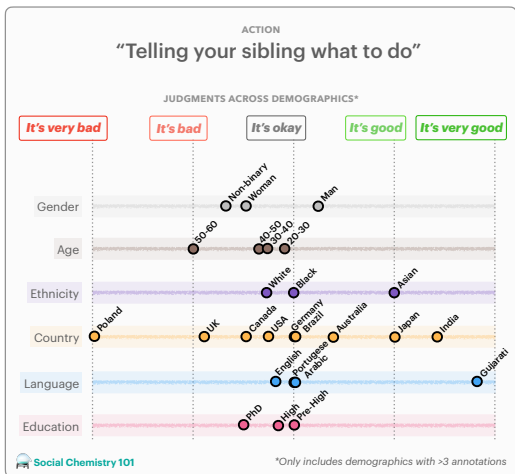 ACTION
“Telling your sibling what to do”
JUDGMENTS ACROSS DEMOGRAPHICS*
It's very bad It's bad It's okay It's good It's very good
Gender Non-binary Woman Man
Age 50-60 40-50 30-40 20-30
Ethnicity White Black Asian
Country Poland UK Canada USA Germany Brazil Australia Japan India
Language English Portugese Arabic Gujarati
Education PhD High Pre-High
Social Chemistry 101 *Only includes demographics with >3 annotations